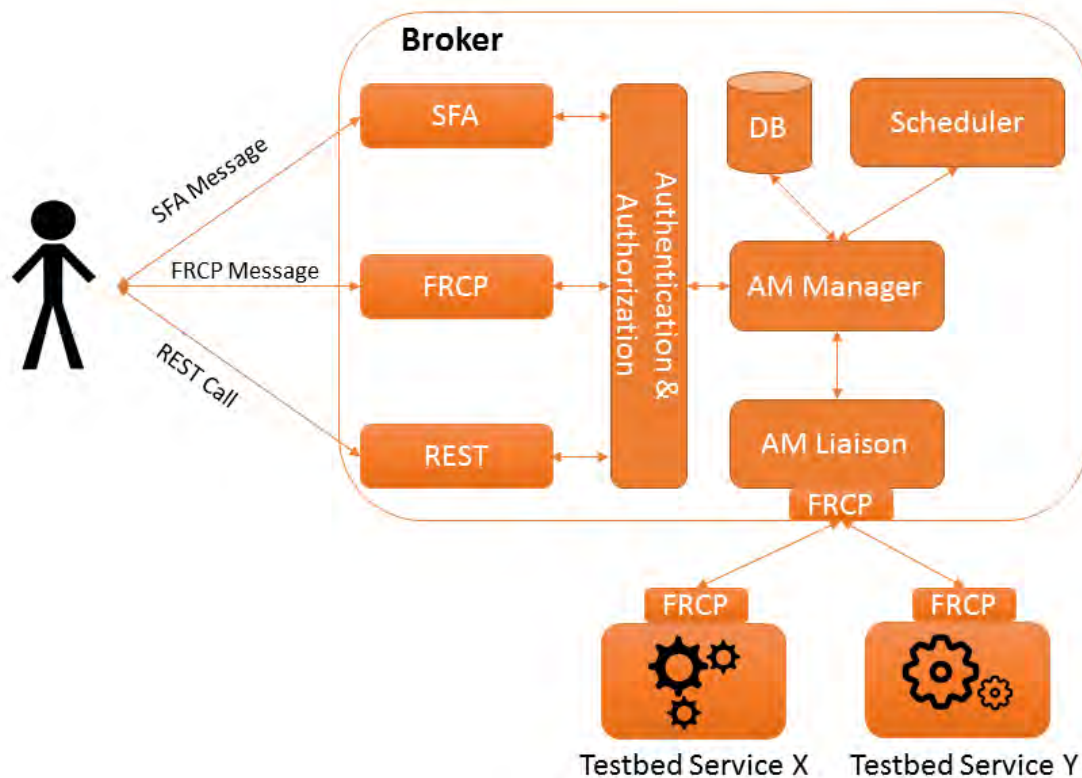 Broker
SFA
DB
Scheduler
SFA Message
Authentication &
Authorization
FRCP Message
FRCP
AM Manager
REST Call
REST
AM Liaison
FRCP
FRCP
FRCP
Testbed Service X
Testbed Service Y